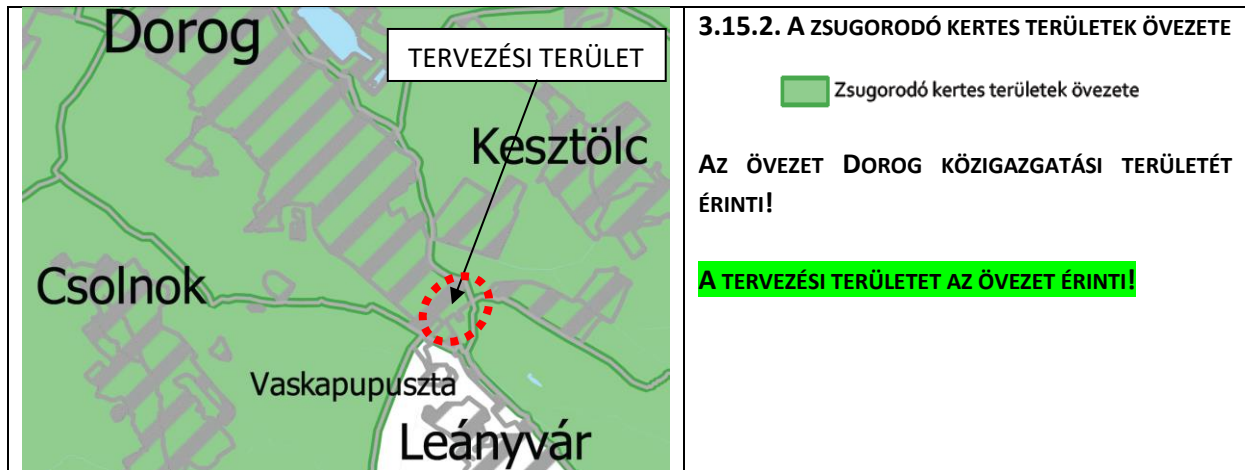 Dorog
TERVEZÉSI TERÜLET
Kesztölc
Csolnok
Vaskapupuszta
Leányvár
3.15.2. A ZSUGORODÓ KERTES TERÜLETEK ÖVEZETE
Zsugorodó kertes területek övezete
AZ ÖVEZET DOROG KÖZIGAZGATÁSI TERÜLETÉT
ÉRINTI!
A TERVEZÉSI TERÜLETET AZ ÖVEZET ÉRINTI!